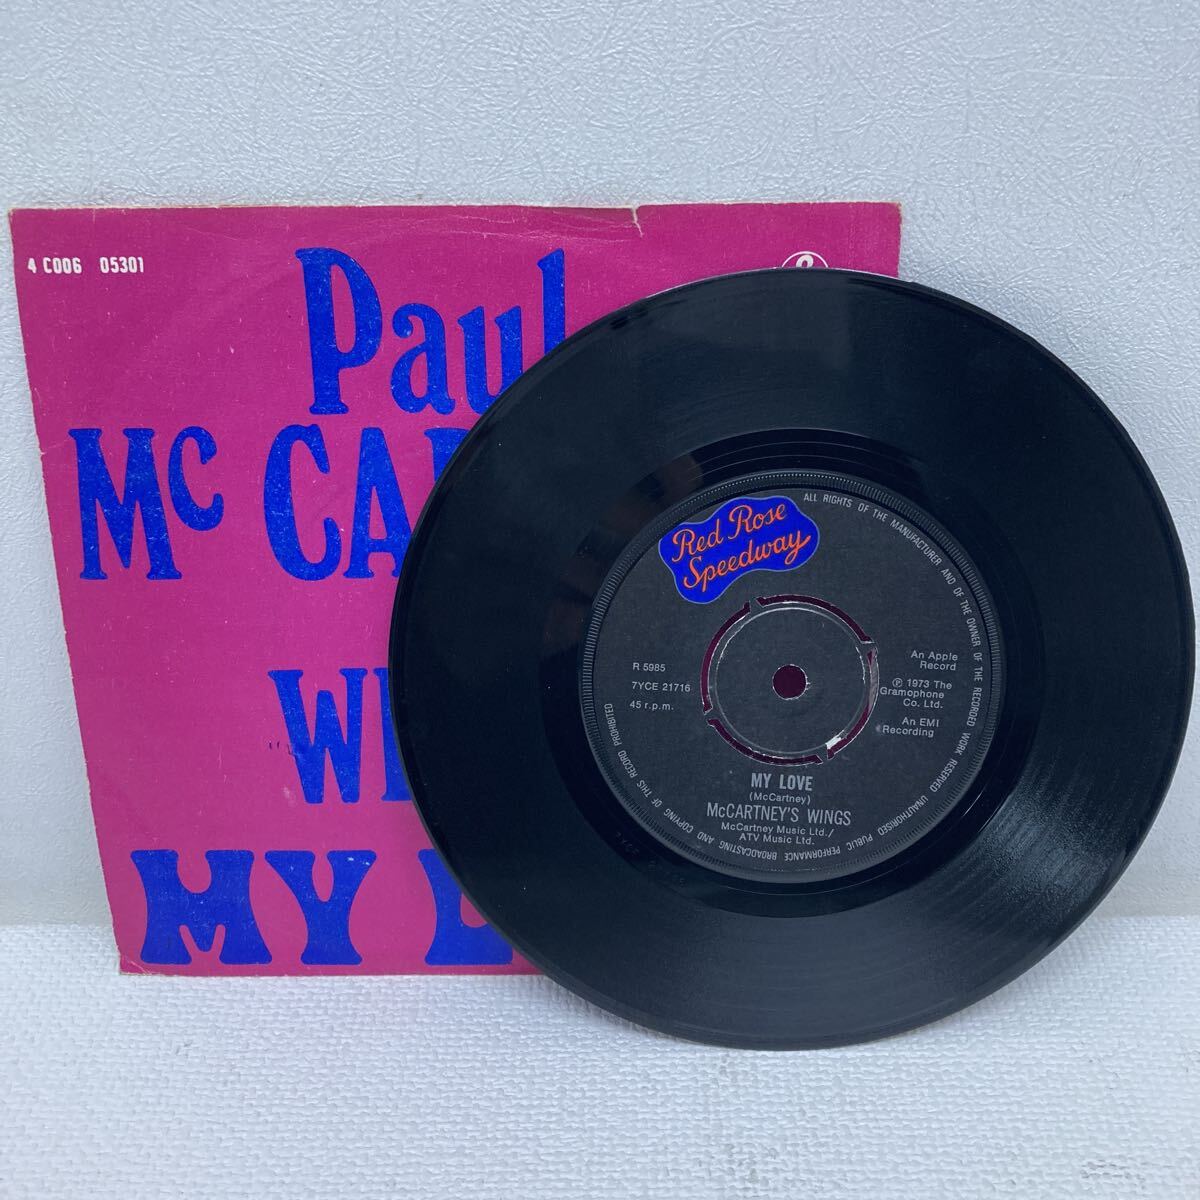 4 C006 05301
Paul
Mc CA
W
MY L
Red Rose
Speedway
R 5985
7YCE 21716
45 r.p.m.
An Apple
Record
℗ 1973 The
Gramophone
Co. Ltd.
An EMI
Recording
MY LOVE
(McCartney)
McCARTNEY'S WINGS
McCartney Music Ltd./
ATV Music Ltd.
ALL RIGHTS OF THE MANUFACTURER AND OF THE OWNER OF THE RECORDED WORK RESERVED UNAUTHORISED PUBLIC PERFORMANCE BROADCASTING AND COPYING OF THIS RECORD PROHIBITED